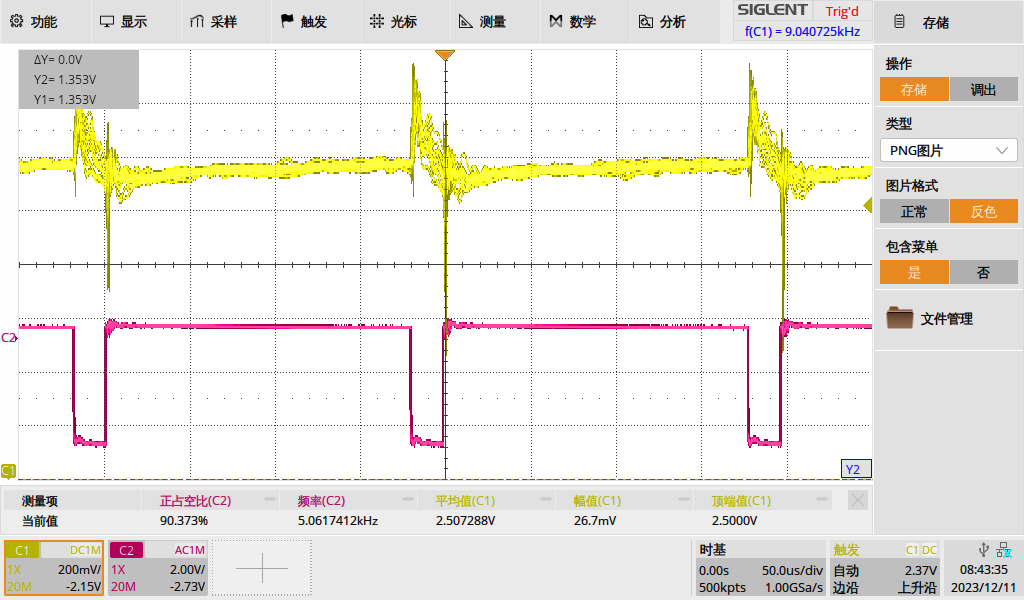 功能 显示 采样 触发 光标 测量 数学 分析 SIGLENT Trig'd 存储
f(C1) = 9.040725kHz
ΔY= 0.0V
Y2= 1.353V
Y1= 1.353V
操作
存储 调出
类型
PNG图片
图片格式
正常 反色
包含菜单
是 否
文件管理
C2
C1
Y2
测量项 正占空比(C2) 频率(C2) 平均值(C1) 幅值(C1) 顶端值(C1)
当前值 90.373% 5.0617412kHz 2.507288V 26.7mV 2.5000V
C1 DC1M C2 AC1M 时基 触发 C1 DC
1X 200mV/ 1X 2.00V/ 0.00s 50.0us/div 自动 2.37V 08:43:35
20M -2.15V 20M -2.73V 500kpts 1.00GSa/s 边沿 上升沿 2023/12/11